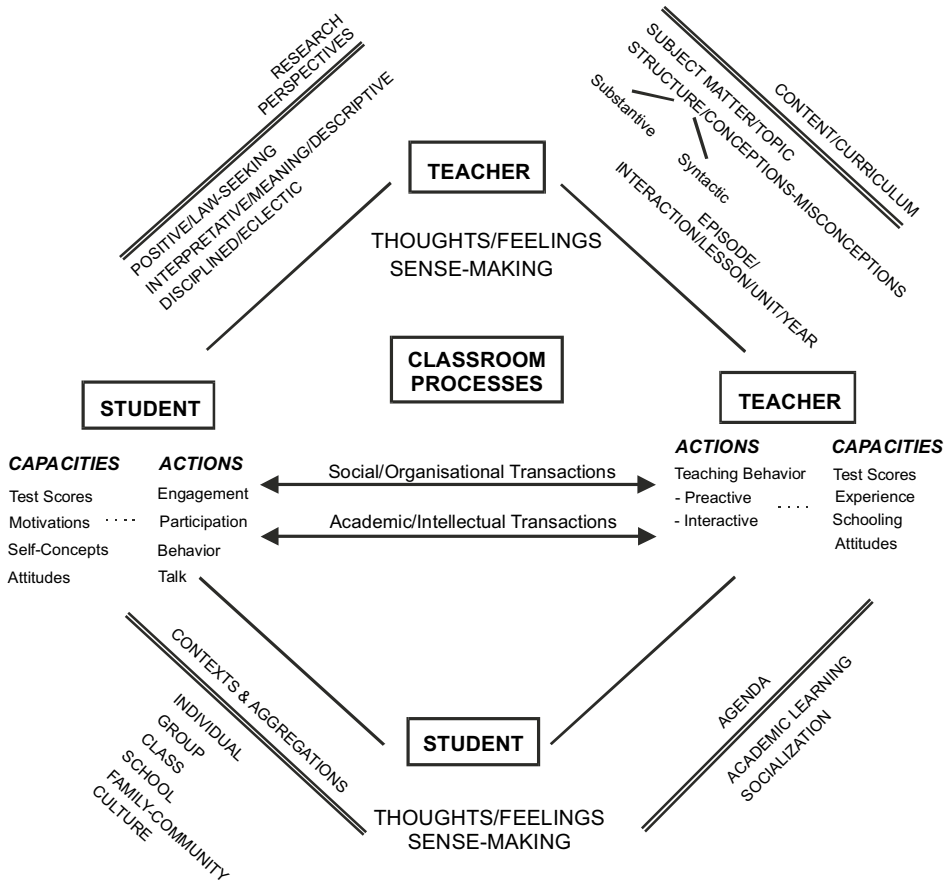 RESEARCH
PERSPECTIVES
POSITIVE/LAW-SEEKING
INTERPRETATIVE/MEANING/DESCRIPTIVE
DISCIPLINED/ECLECTIC
CONTENT/CURRICULUM
SUBJECT MATTER/TOPIC
STRUCTURE/CONCEPTIONS-MISCONCEPTIONS
Substantive
Syntactic
EPISODE/
INTERACTION/LESSON/UNIT/YEAR
TEACHER
THOUGHTS/FEELINGS
SENSE-MAKING
CLASSROOM
PROCESSES
STUDENT
CAPACITIES
Test Scores
Motivations
Self-Concepts
Attitudes
ACTIONS
Engagement
Participation
Behavior
Talk
Social/Organisational Transactions
Academic/Intellectual Transactions
TEACHER
ACTIONS
Teaching Behavior
- Preactive
- Interactive
CAPACITIES
Test Scores
Experience
Schooling
Attitudes
CONTEXTS & AGGREGATIONS
INDIVIDUAL
GROUP
CLASS
SCHOOL
FAMILY-COMMUNITY
CULTURE
STUDENT
THOUGHTS/FEELINGS
SENSE-MAKING
AGENDA
ACADEMIC LEARNING
SOCIALIZATION